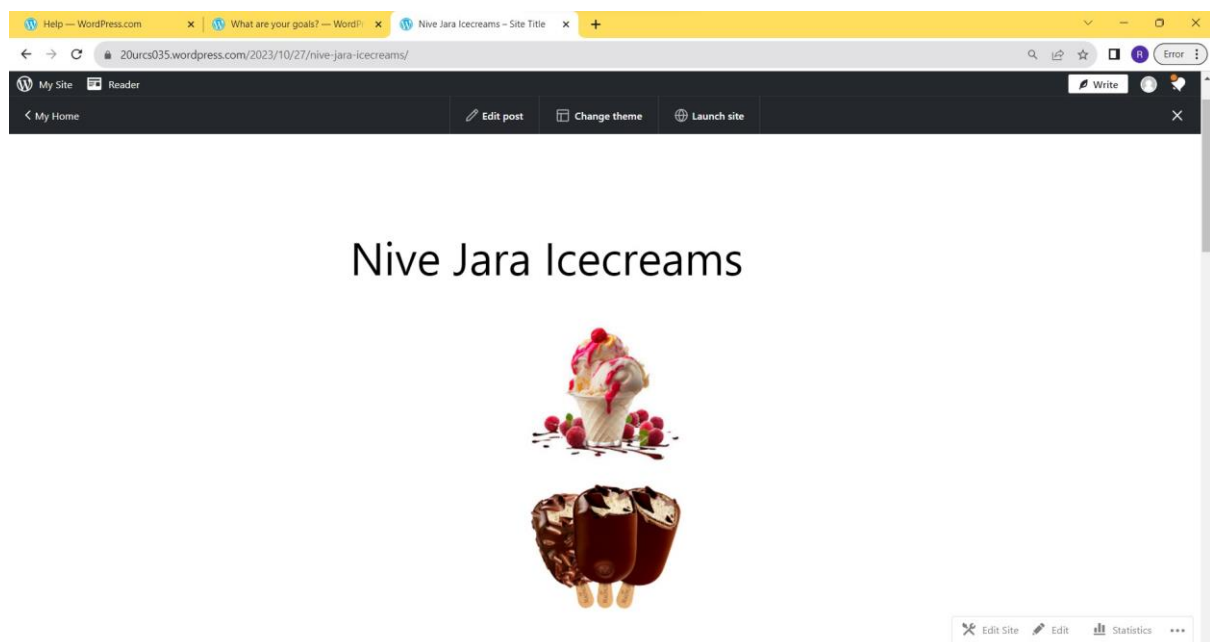 Help — WordPress.com
What are your goals? — WordPr
Nive Jara Icecreams – Site Title
20urcs035.wordpress.com/2023/10/27/nive-jara-icecreams/
R
Error
My Site
Reader
Write
My Home
Edit post
Change theme
Launch site
Nive Jara Icecreams
Edit Site
Edit
Statistics